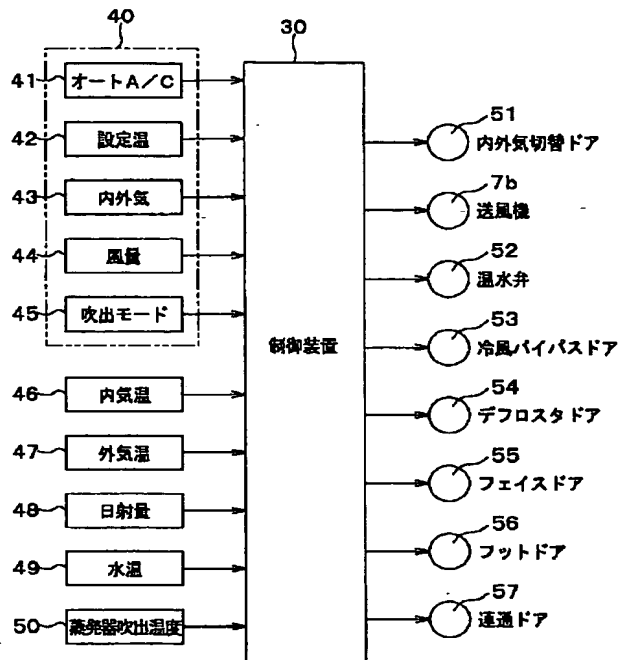 40
30
41 オートA/C
42 設定温
43 内外気
44 風量
45 吹出モード
46 内気温
47 外気温
48 日射量
49 水温
50 蒸発器吹出温度
制御装置
51
内外気切替ドア
7b
送風機
52
温水弁
53
冷風バイパスドア
54
デフロスタドア
55
フェイスドア
56
フットドア
57
連通ドア